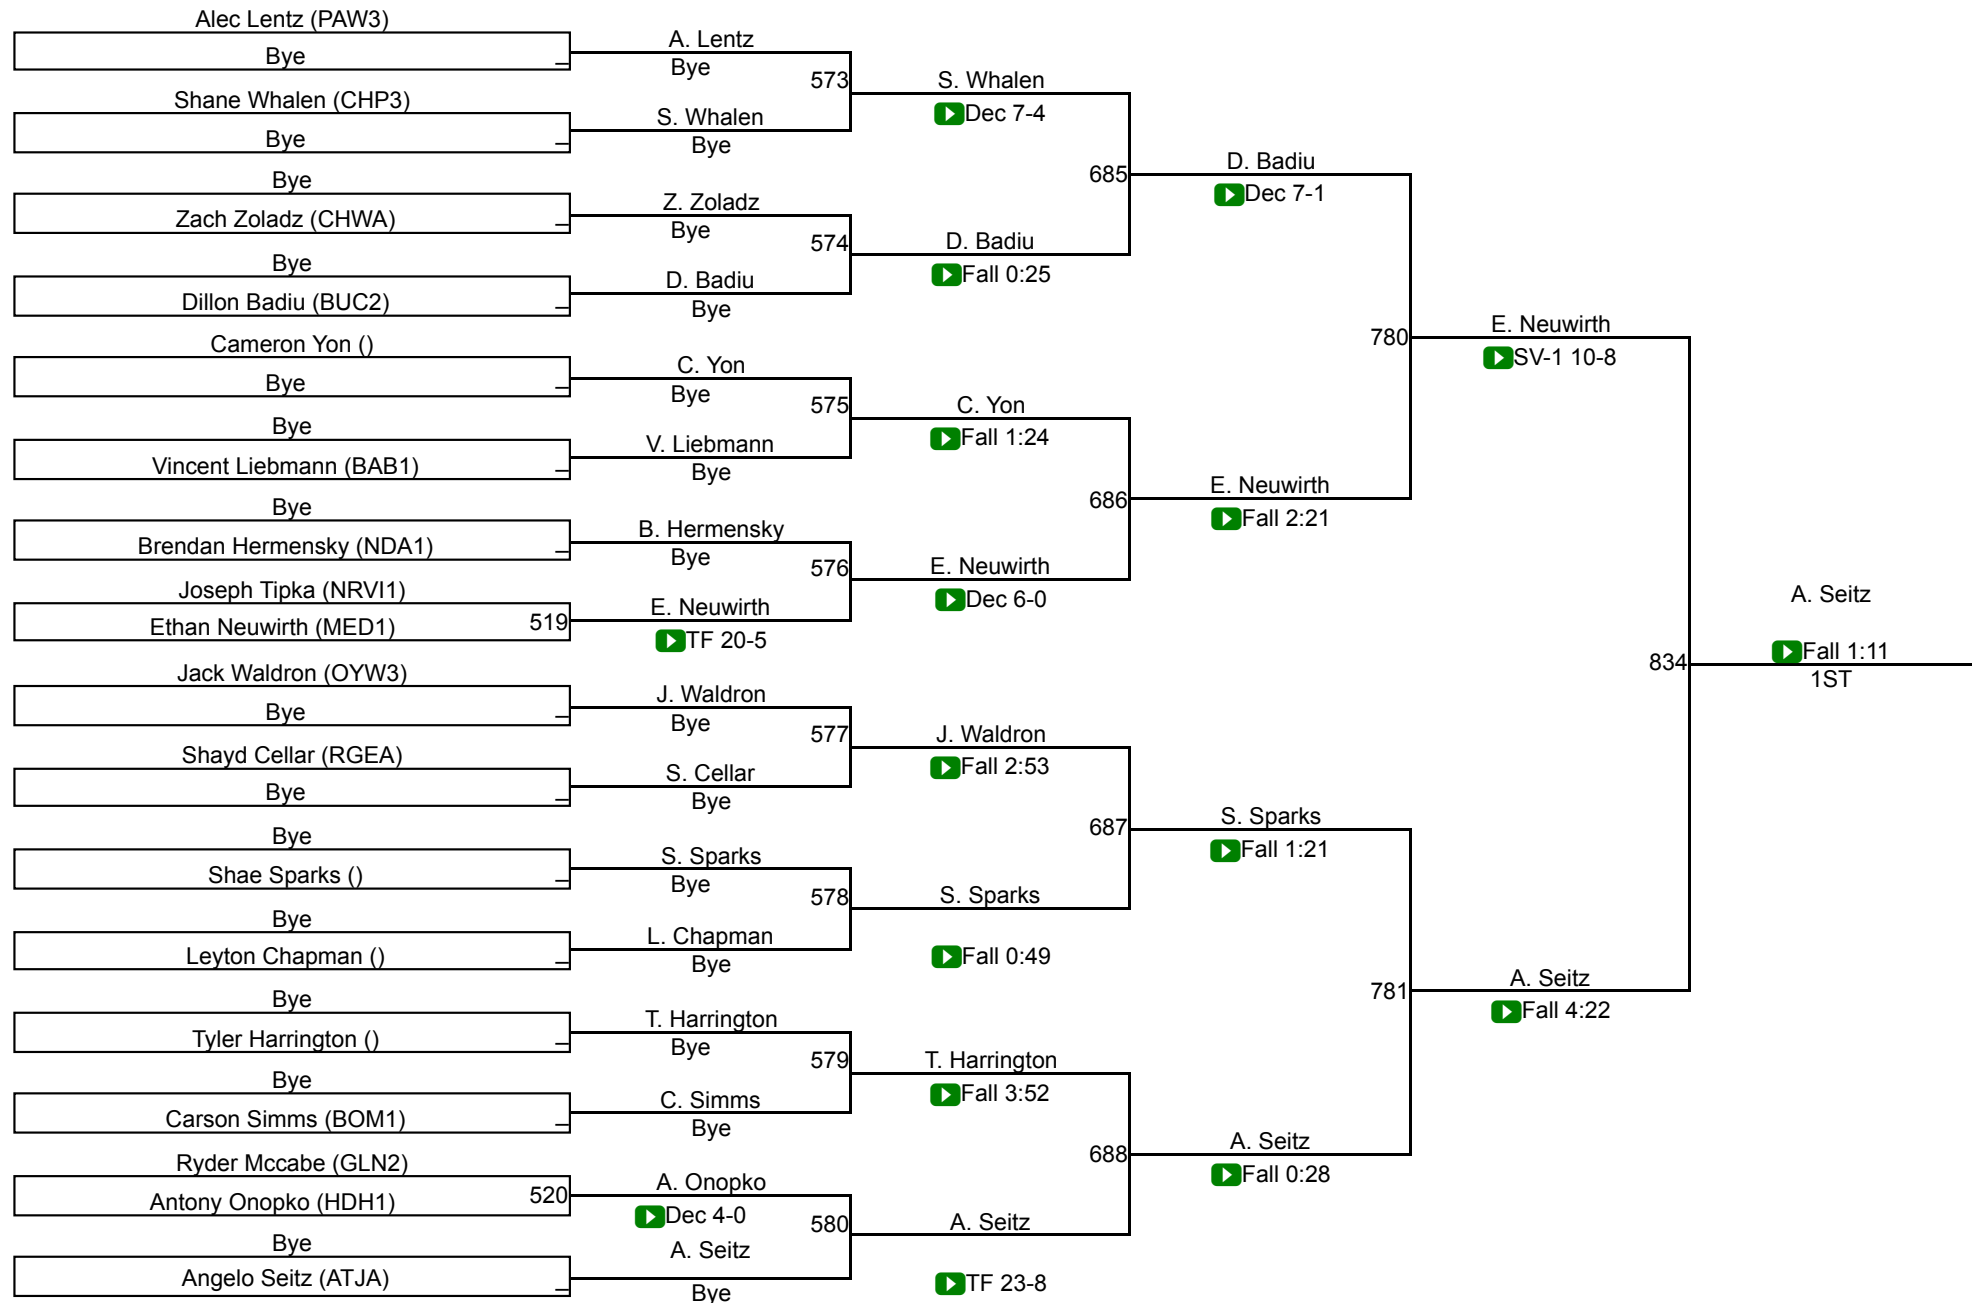 Alec Lentz (PAW3)
Bye
_
Shane Whalen (CHP3)
Bye
_
Bye
Zach Zoladz (CHWA)
_
Bye
Dillon Badiu (BUC2)
_
Cameron Yon ()
Bye
_
Bye
Vincent Liebmann (BAB1)
_
Bye
Brendan Hermensky (NDA1)
_
Joseph Tipka (NRVI1)
Ethan Neuwirth (MED1)
519
Jack Waldron (OYW3)
Bye
_
Shayd Cellar (RGEA)
Bye
_
Bye
Shae Sparks ()
_
Bye
Leyton Chapman ()
_
Bye
Tyler Harrington ()
_
Bye
Carson Simms (BOM1)
_
Ryder Mccabe (GLN2)
Antony Onopko (HDH1)
520
Bye
Angelo Seitz (ATJA)
_
A. Lentz
Bye
573
S. Whalen
Bye
Z. Zoladz
Bye
574
D. Badiu
Bye
C. Yon
Bye
575
V. Liebmann
Bye
B. Hermensky
Bye
576
E. Neuwirth
TF 20-5
J. Waldron
Bye
577
S. Cellar
Bye
S. Sparks
Bye
578
L. Chapman
Bye
T. Harrington
Bye
579
C. Simms
Bye
A. Onopko
Dec 4-0
580
A. Seitz
Bye
S. Whalen
Dec 7-4
685
D. Badiu
Fall 0:25
C. Yon
Fall 1:24
686
E. Neuwirth
Dec 6-0
J. Waldron
Fall 2:53
687
S. Sparks
Fall 0:49
T. Harrington
Fall 3:52
688
A. Seitz
TF 23-8
D. Badiu
Dec 7-1
780
E. Neuwirth
Fall 2:21
S. Sparks
Fall 1:21
781
A. Seitz
Fall 0:28
E. Neuwirth
SV-1 10-8
834
A. Seitz
Fall 4:22
A. Seitz
Fall 1:11
1ST